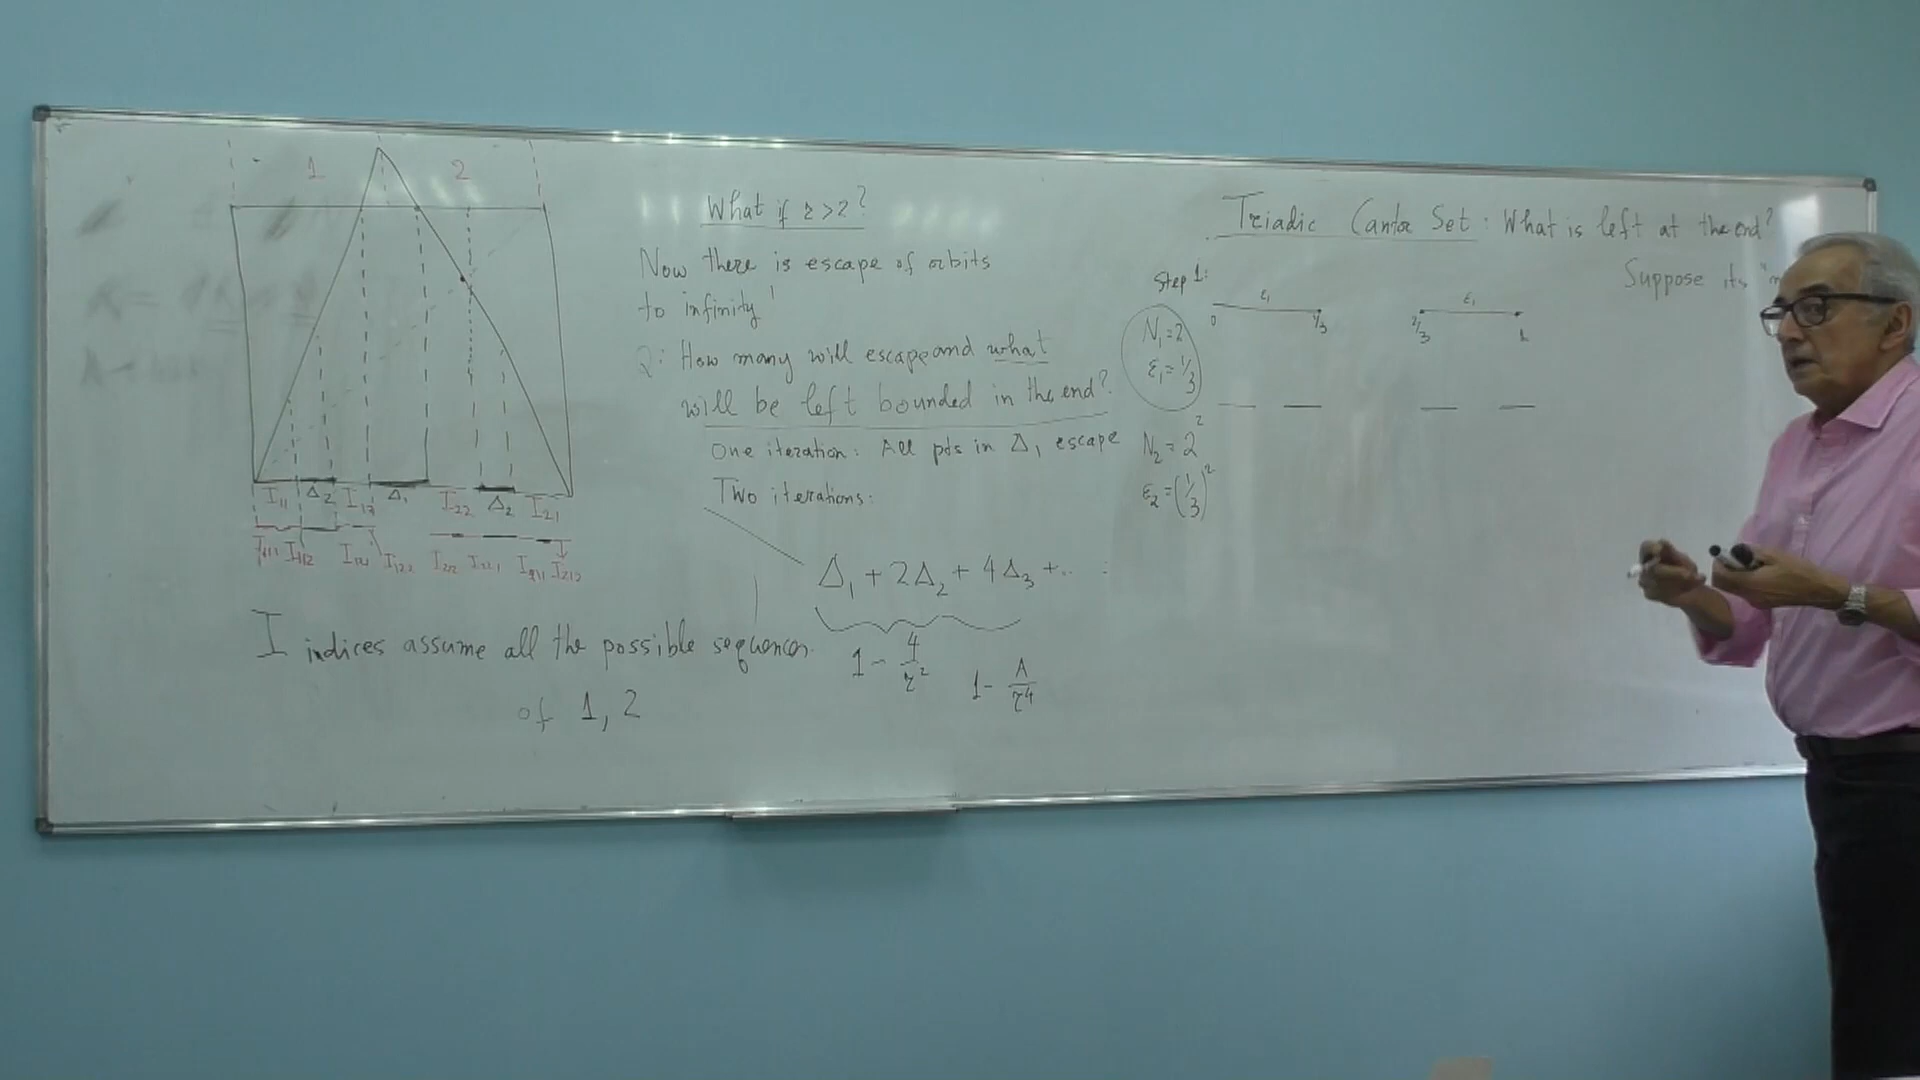 1 2
I₁₁ Δ₂ I₁₂ Δ₁ I₂₂ Δ₂ I₂₁
I₁₁₁ I₁₁₂ I₁₂₂ I₂₂₁ I₂₁₁ I₂₁₂
I indices assume all the possible sequences
of 1, 2
What if r>2?
Now there is escape of orbits
to infinity!
Q: How many will escape and what
will be left bounded in the end?
One iteration: All pts in Δ₁ escape
Two iterations:
Δ₁ + 2Δ₂ + 4Δ₃ + ..
1 - 4/r² 1 - A/r⁴
Triadic Cantor Set: What is left at the end?
Suppose its
Step 1:
ε₁ ε₁
0 1/3 2/3 1
N₁=2
ε₁=1/3
N₂=2²
ε₂=(1/3)²